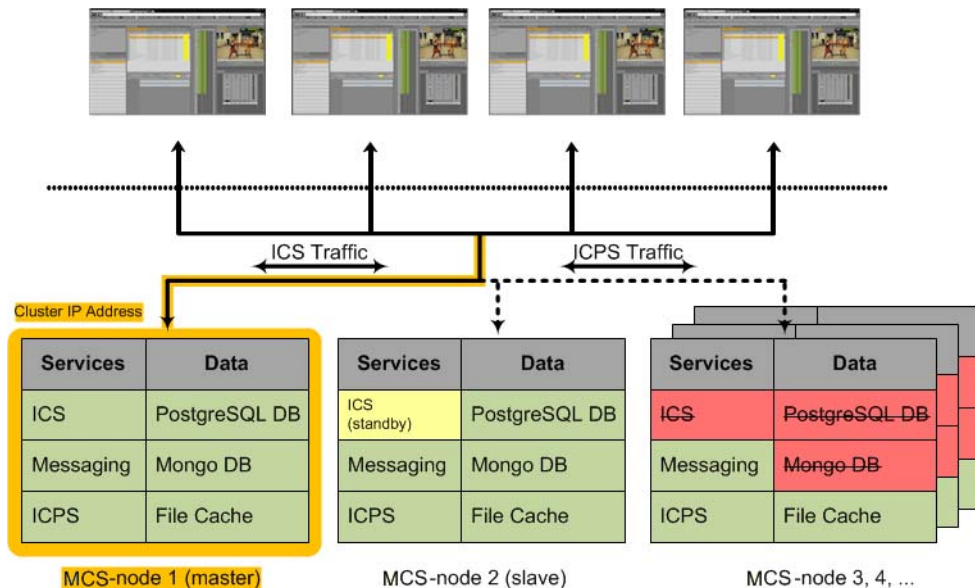 ICS Traffic
ICPS Traffic
Cluster IP Address
Services Data
ICS PostgreSQL DB
Messaging Mongo DB
ICPS File Cache
MCS-node 1 (master)
Services Data
ICS
(standby)
PostgreSQL DB
Messaging Mongo DB
ICPS File Cache
MCS-node 2 (slave)
Services Data
ICS PostgreSQL DB
Messaging Mongo DB
ICPS File Cache
MCS-node 3, 4, ...